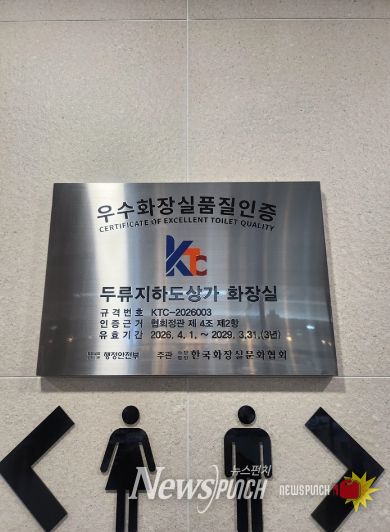 우수화장실품질인증
CERTIFICATE OF EXCELLENT TOILET QUALITY
KTC
두류지하도상가 화장실
규격번호 KTC-2026003
인증근거 협회정관 제 4조 제2항
유효기간 2026. 4. 1. ~ 2029. 3.31.(3년)
행정안전부 주관 사단법인 한국화장실문화협회
뉴스펀치
NEWSPUNCH
NEWSPUNCH